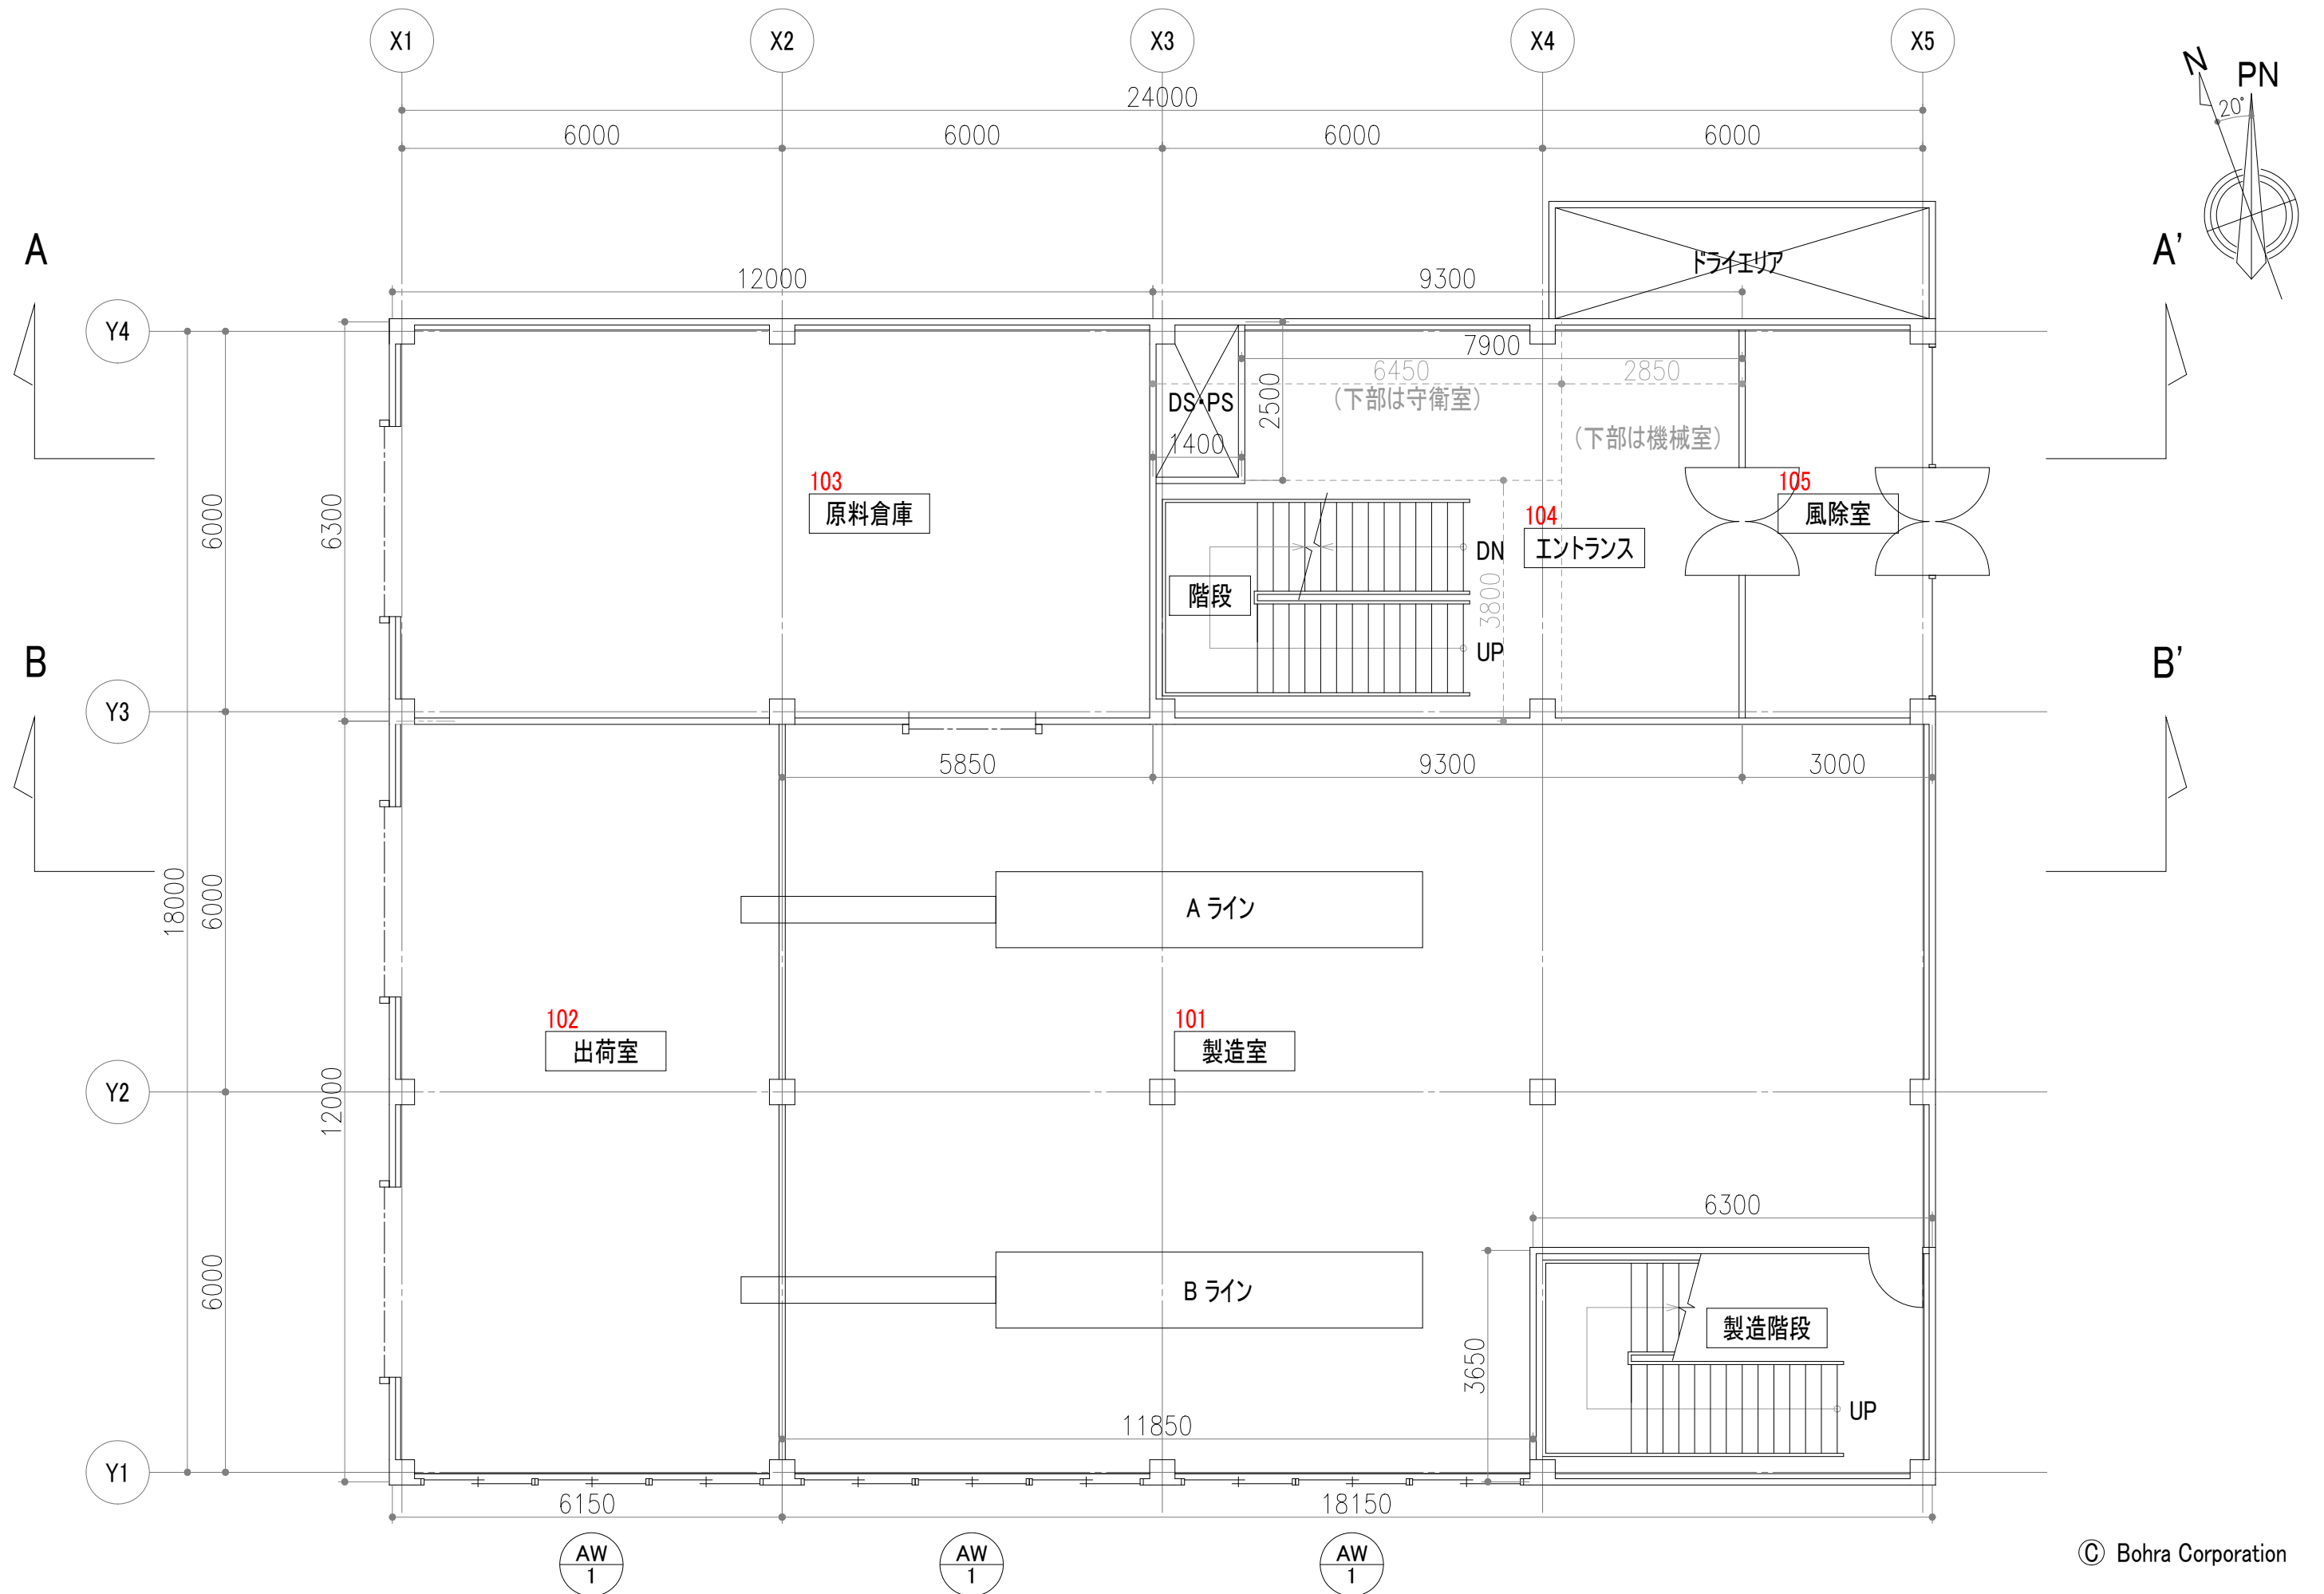 X1
X2
X3
X4
X5
N
PN
20°
24000
6000
6000
6000
6000
A
A'
ドライエリア
12000
9300
Y4
7900
6450
2850
(下部は守衛室)
DS・PS
2500
(下部は機械室)
1400
103
原料倉庫
105
風除室
104
エントランス
6000
6300
DN
階段
3800
UP
B
B'
Y3
5850
9300
3000
18000
6000
A ライン
102
出荷室
101
製造室
Y2
12000
6300
6000
B ライン
製造階段
3650
UP
11850
Y1
6150
18150
AW
1
AW
1
AW
1
© Bohra Corporation